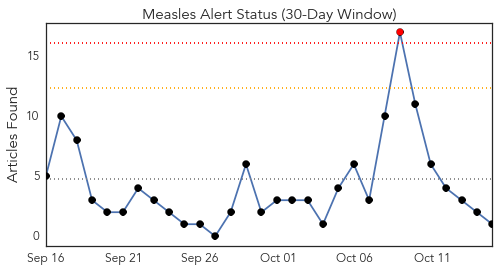 Measles Alert Status (30-Day Window)
Articles Found
15
10
5
0
Sep 16 Sep 21 Sep 26 Oct 01 Oct 06 Oct 11